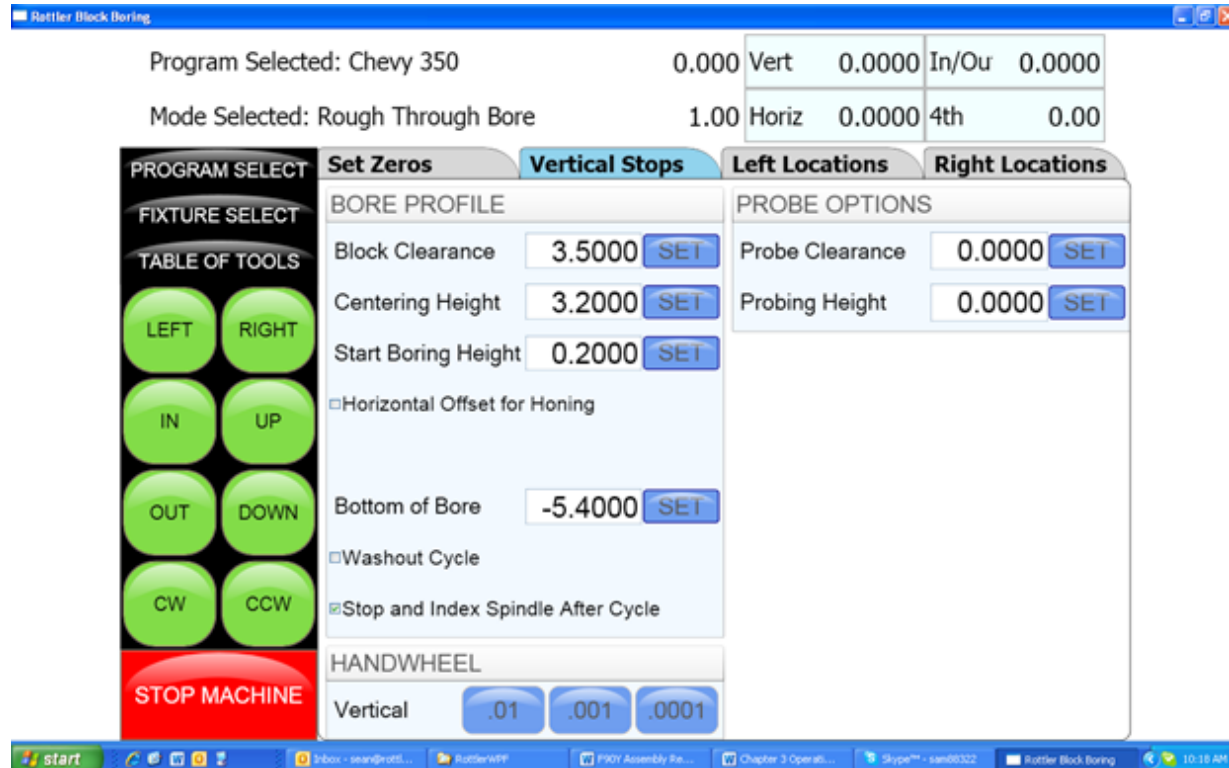 Rottler Block Boring
Program Selected: Chevy 350 0.000 Vert 0.0000 In/Ou 0.0000
Mode Selected: Rough Through Bore 1.00 Horiz 0.0000 4th 0.00
PROGRAM SELECT
FIXTURE SELECT
TABLE OF TOOLS
LEFT RIGHT
IN UP
OUT DOWN
CW CCW
STOP MACHINE
Set Zeros Vertical Stops Left Locations Right Locations
BORE PROFILE
Block Clearance 3.5000 SET
Centering Height 3.2000 SET
Start Boring Height 0.2000 SET
Horizontal Offset for Honing
Bottom of Bore -5.4000 SET
Washout Cycle
Stop and Index Spindle After Cycle
HANDWHEEL
Vertical .01 .001 .0001
PROBE OPTIONS
Probe Clearance 0.0000 SET
Probing Height 0.0000 SET
start Inbox - sean@rottl... RottlerWPF F90Y Assembly Re... Chapter 3 Operati... Skype™ - sam88322 Rottler Block Boring 10:18 AM